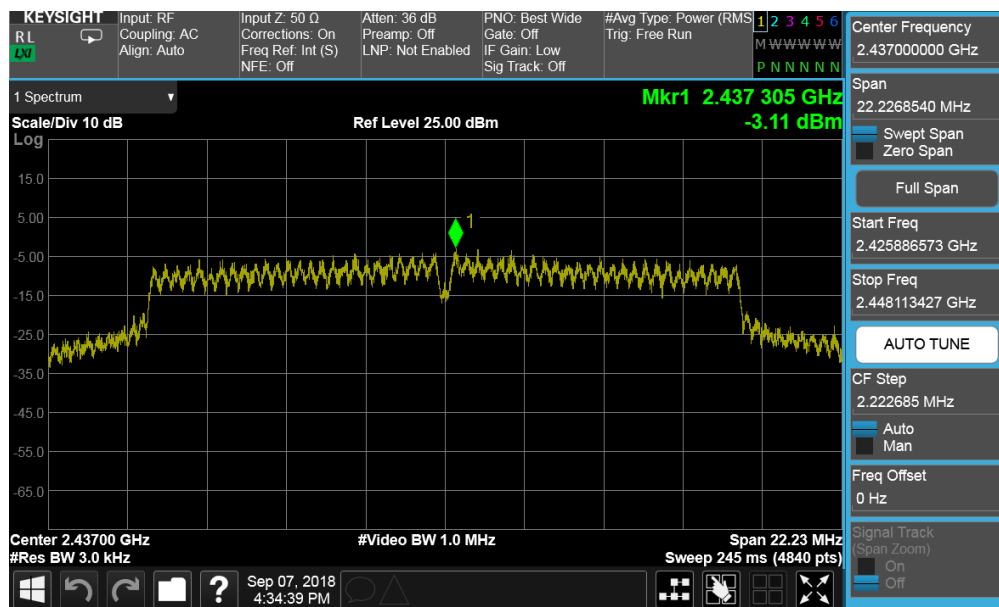 KEYSIGHT
R L
LXI
Input: RF
Coupling: AC
Align: Auto
Input Z: 50 Ω
Corrections: On
Freq Ref: Int (S)
NFE: Off
Atten: 36 dB
Preamp: Off
LNP: Not Enabled
PNO: Best Wide
Gate: Off
IF Gain: Low
Sig Track: Off
#Avg Type: Power (RMS
Trig: Free Run
1 2 3 4 5 6
M W W W W W
P N N N N N
1 Spectrum
Mkr1 2.437 305 GHz
Scale/Div 10 dB
Ref Level 25.00 dBm
-3.11 dBm
Log
15.0
5.00
-5.00
-15.0
-25.0
-35.0
-45.0
-55.0
-65.0
1
Center 2.43700 GHz
#Video BW 1.0 MHz
Span 22.23 MHz
#Res BW 3.0 kHz
Sweep 245 ms (4840 pts)
?
Sep 07, 2018
4:34:39 PM
Center Frequency
2.437000000 GHz
Span
22.2268540 MHz
Swept Span
Zero Span
Full Span
Start Freq
2.425886573 GHz
Stop Freq
2.448113427 GHz
AUTO TUNE
CF Step
2.222685 MHz
Auto
Man
Freq Offset
0 Hz
Signal Track
(Span Zoom)
On
Off